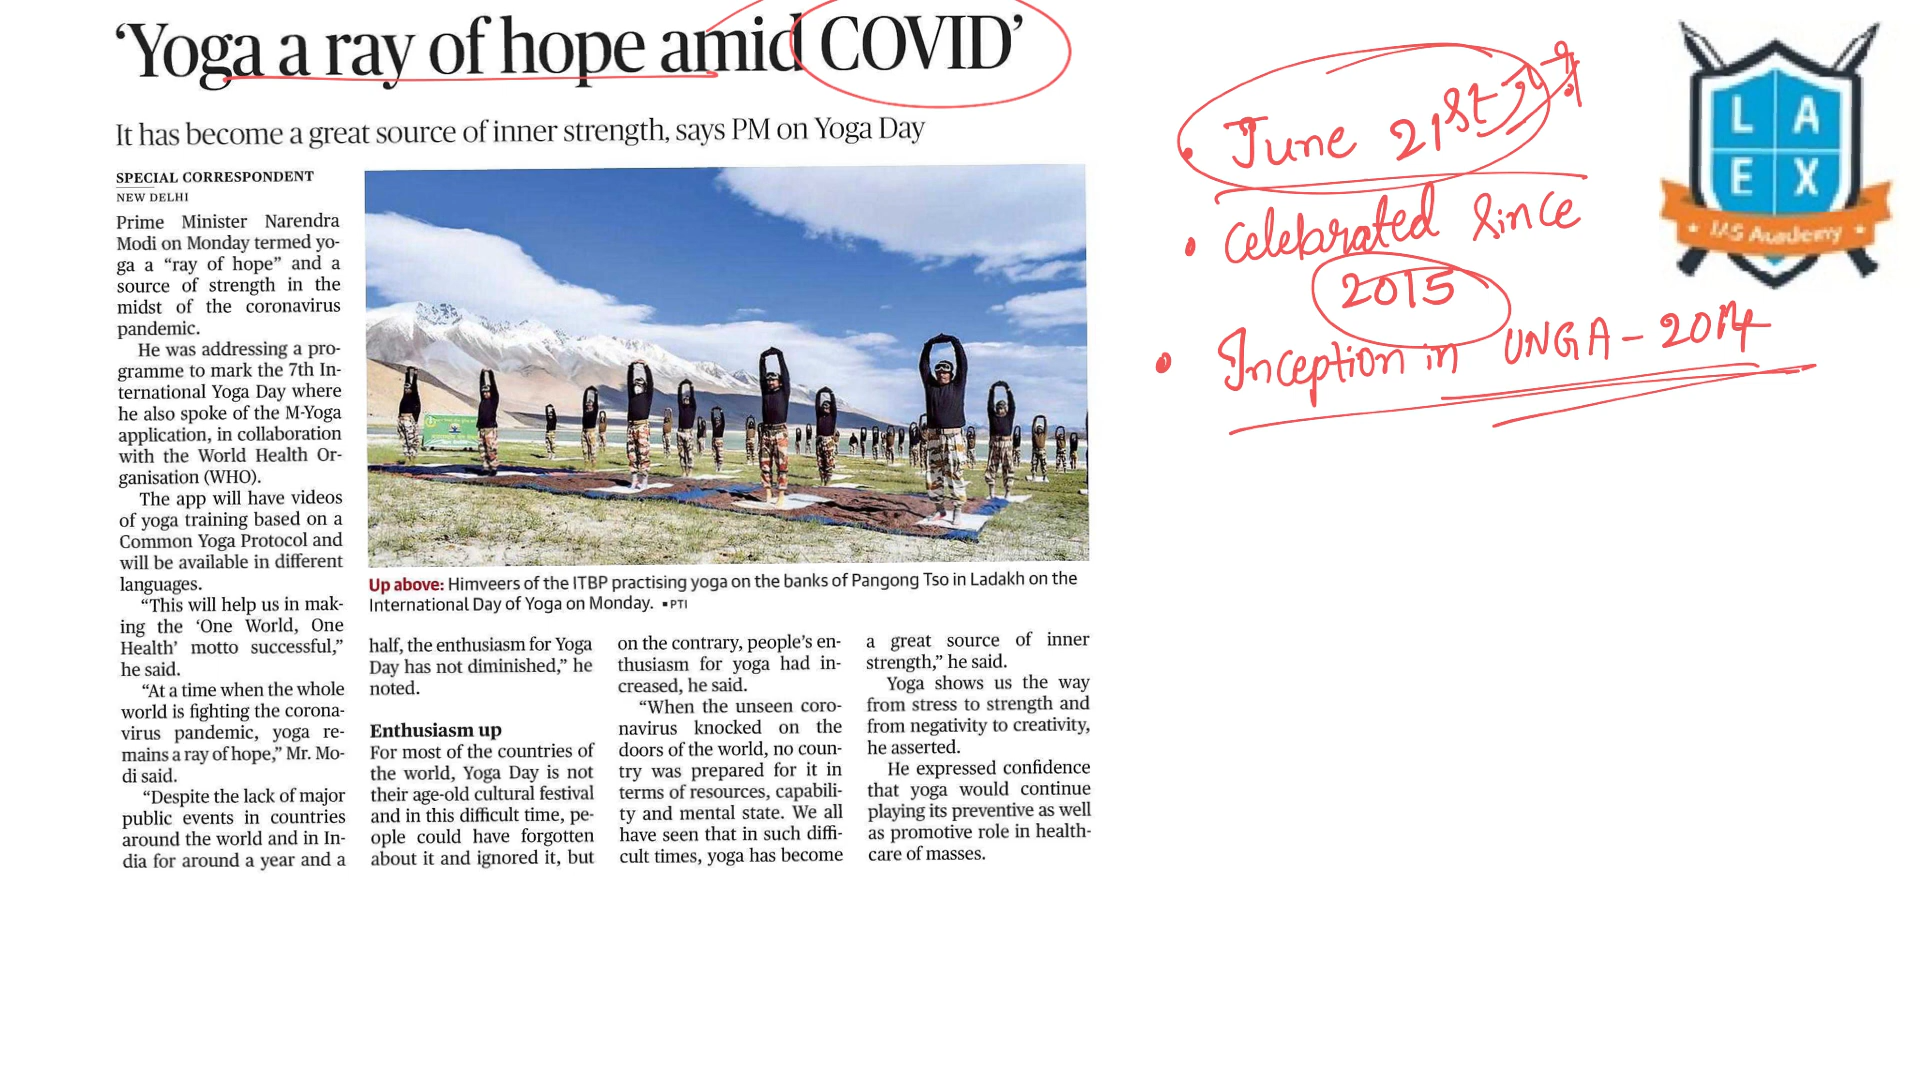 ‘Yoga a ray of hope amid COVID’
It has become a great source of inner strength, says PM on Yoga Day
SPECIAL CORRESPONDENT
NEW DELHI
Prime Minister Narendra
Modi on Monday termed yo-
ga a “ray of hope” and a
source of strength in the
midst of the coronavirus
pandemic.
He was addressing a pro-
gramme to mark the 7th In-
ternational Yoga Day where
he also spoke of the M-Yoga
application, in collaboration
with the World Health Or-
ganisation (WHO).
The app will have videos
of yoga training based on a
Common Yoga Protocol and
will be available in different
languages.
“This will help us in mak-
ing the ‘One World, One
Health’ motto successful,”
he said.
“At a time when the whole
world is fighting the corona-
virus pandemic, yoga re-
mains a ray of hope,” Mr. Mo-
di said.
“Despite the lack of major
public events in countries
around the world and in In-
dia for around a year and a
Up above: Himveers of the ITBP practising yoga on the banks of Pangong Tso in Ladakh on the
International Day of Yoga on Monday. ▪PTI
half, the enthusiasm for Yoga
Day has not diminished,” he
noted.
Enthusiasm up
For most of the countries of
the world, Yoga Day is not
their age-old cultural festival
and in this difficult time, pe-
ople could have forgotten
about it and ignored it, but
on the contrary, people’s en-
thusiasm for yoga had in-
creased, he said.
“When the unseen coro-
navirus knocked on the
doors of the world, no coun-
try was prepared for it in
terms of resources, capabili-
ty and mental state. We all
have seen that in such diffi-
cult times, yoga has become
a great source of inner
strength,” he said.
Yoga shows us the way
from stress to strength and
from negativity to creativity,
he asserted.
He expressed confidence
that yoga would continue
playing its preventive as well
as promotive role in health-
care of masses.
• June 21st
• Celebrated Since
2015
• Inception in UNGA - 2014
L A
E X
IAS Academy